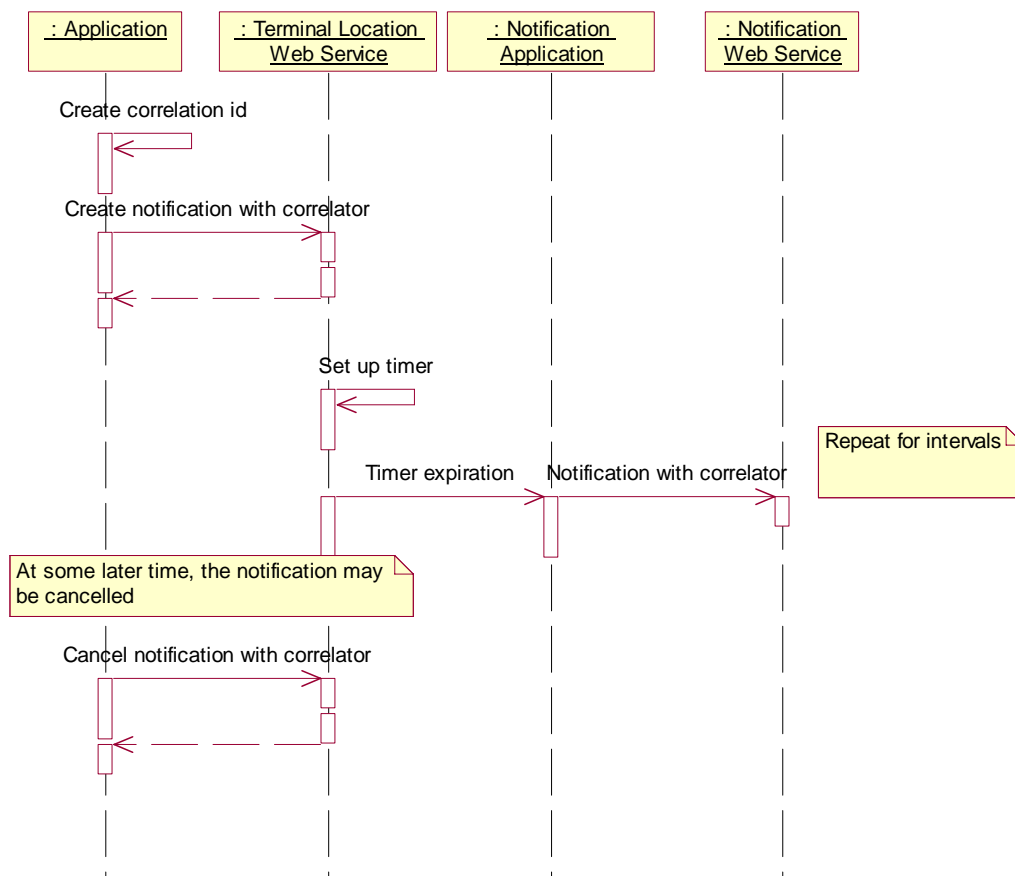 : Application
: Terminal Location
Web Service
: Notification
Application
: Notification
Web Service
Create correlation id
Create notification with correlator
Set up timer
Repeat for intervals
Timer expiration
Notification with correlator
At some later time, the notification may
be cancelled
Cancel notification with correlator